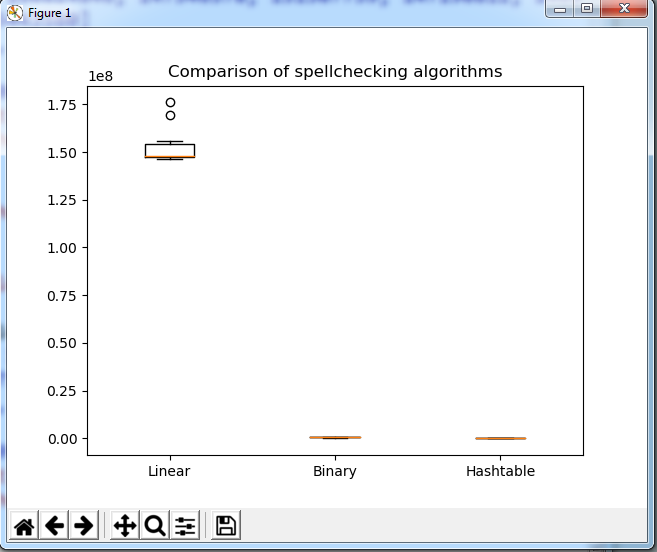 Figure 1
Comparison of spellchecking algorithms
1e8
1.75
1.50
1.25
1.00
0.75
0.50
0.25
0.00
Linear Binary Hashtable